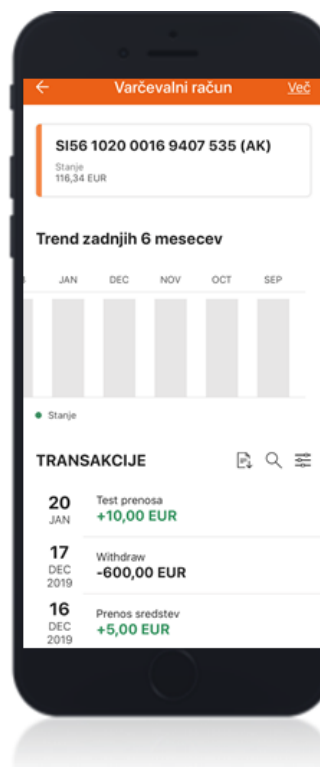 Varčevalni račun
Več
SI56 1020 0016 9407 535 (AK)
Stanje
116,34 EUR
Trend zadnjih 6 mesecev
JAN DEC NOV OCT SEP
Stanje
TRANSAKCIJE
20
JAN
Test prenosa
+10,00 EUR
17
DEC
2019
Withdraw
-600,00 EUR
16
DEC
2019
Prenos sredstev
+5,00 EUR